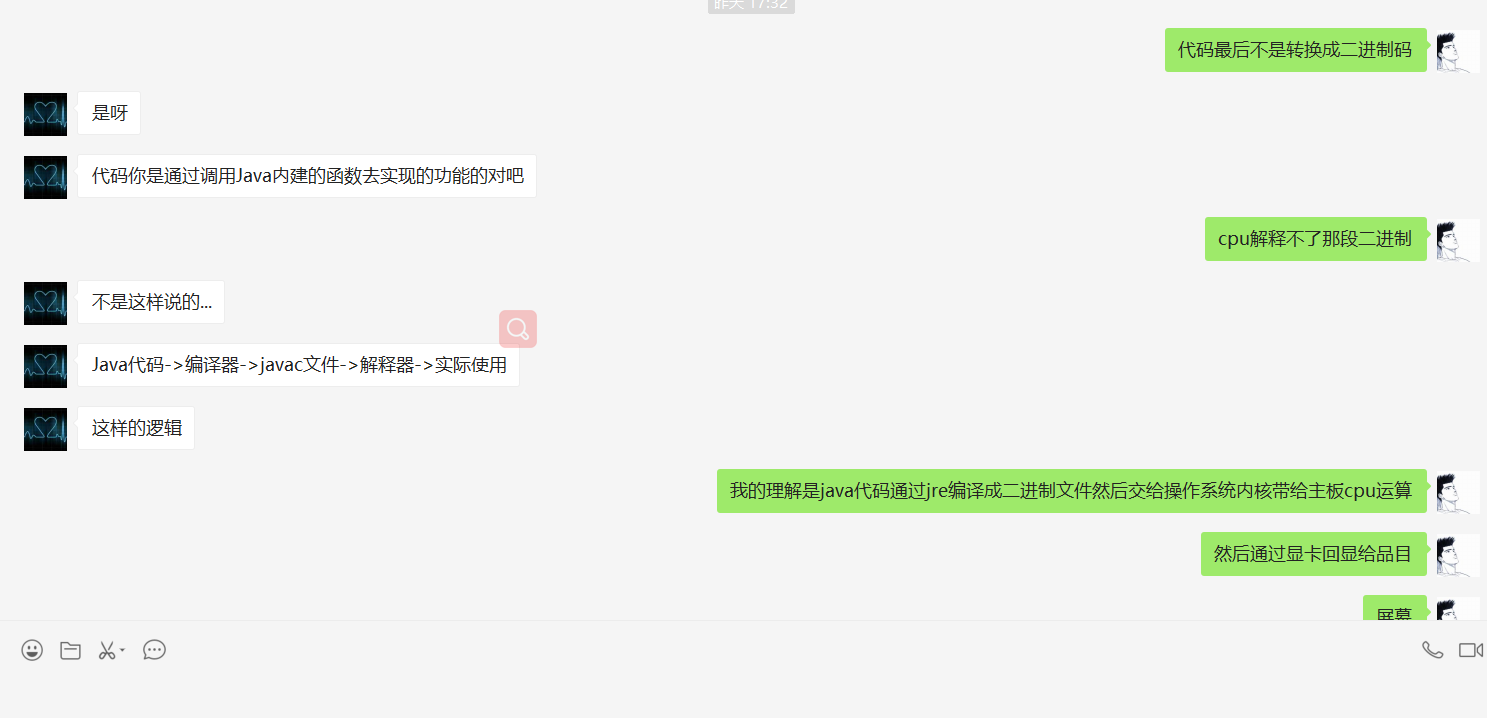 昨天 17:32
代码最后不是转换成二进制码
是呀
代码你是通过调用Java内建的函数去实现的功能的对吧
cpu解释不了那段二进制
不是这样说的...
Java代码->编译器->javac文件->解释器->实际使用
这样的逻辑
我的理解是java代码通过jre编译成二进制文件然后交给操作系统内核带给主板cpu运算
然后通过显卡回显给品目
屏幕